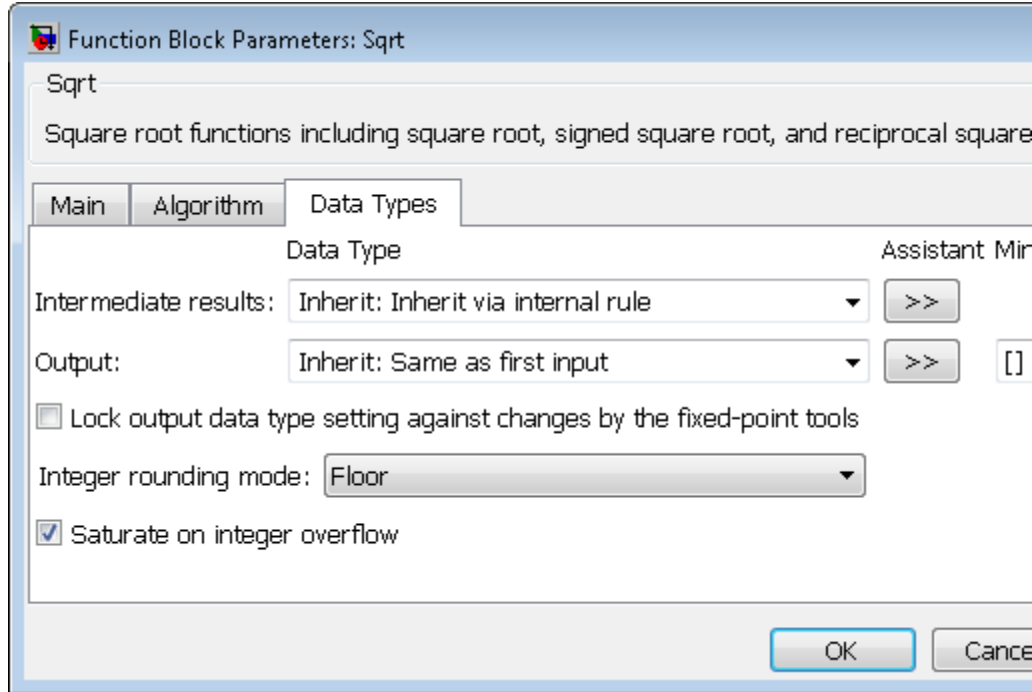 Function Block Parameters: Sqrt
Sqrt
Square root functions including square root, signed square root, and reciprocal square
Main Algorithm Data Types
Data Type Assistant
Intermediate results: Inherit: Inherit via internal rule >>
Output: Inherit: Same as first input >> []
Lock output data type setting against changes by the fixed-point tools
Integer rounding mode: Floor
Saturate on integer overflow
OK